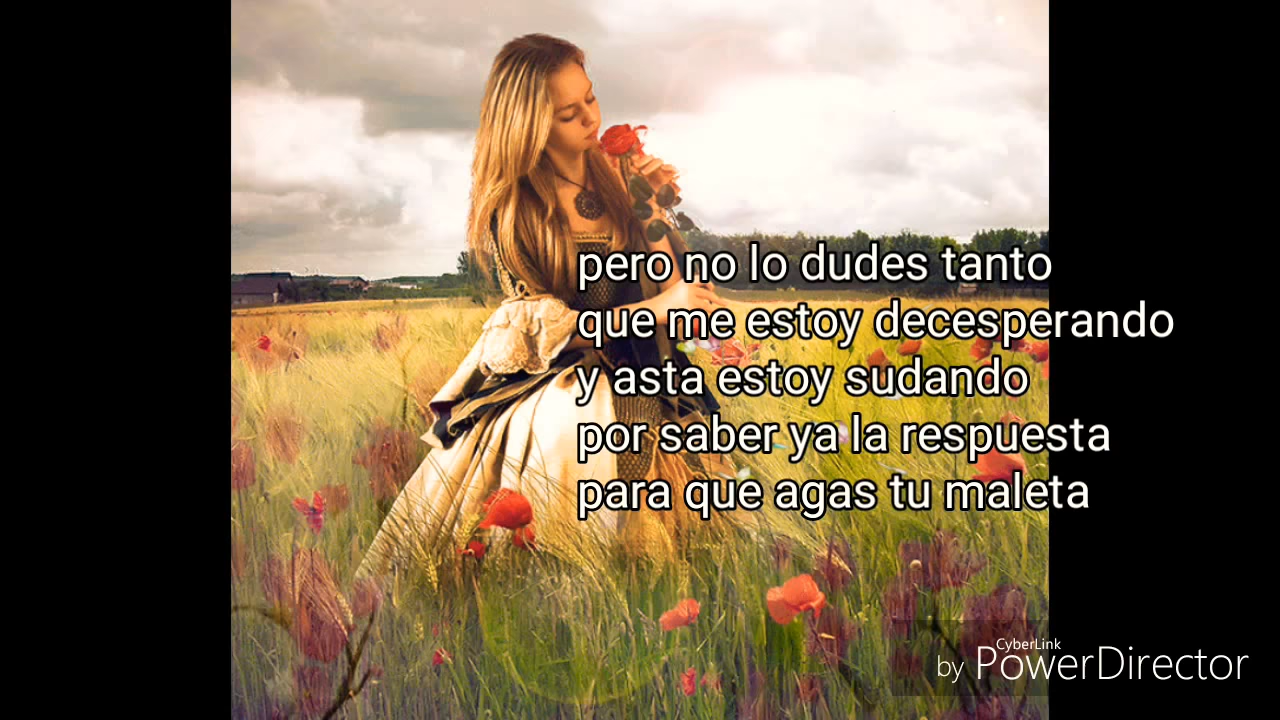 pero no lo dudes tanto
que me estoy decesperando
y asta estoy sudando
por saber ya la respuesta
para que agas tu maleta
CyberLink
by PowerDirector